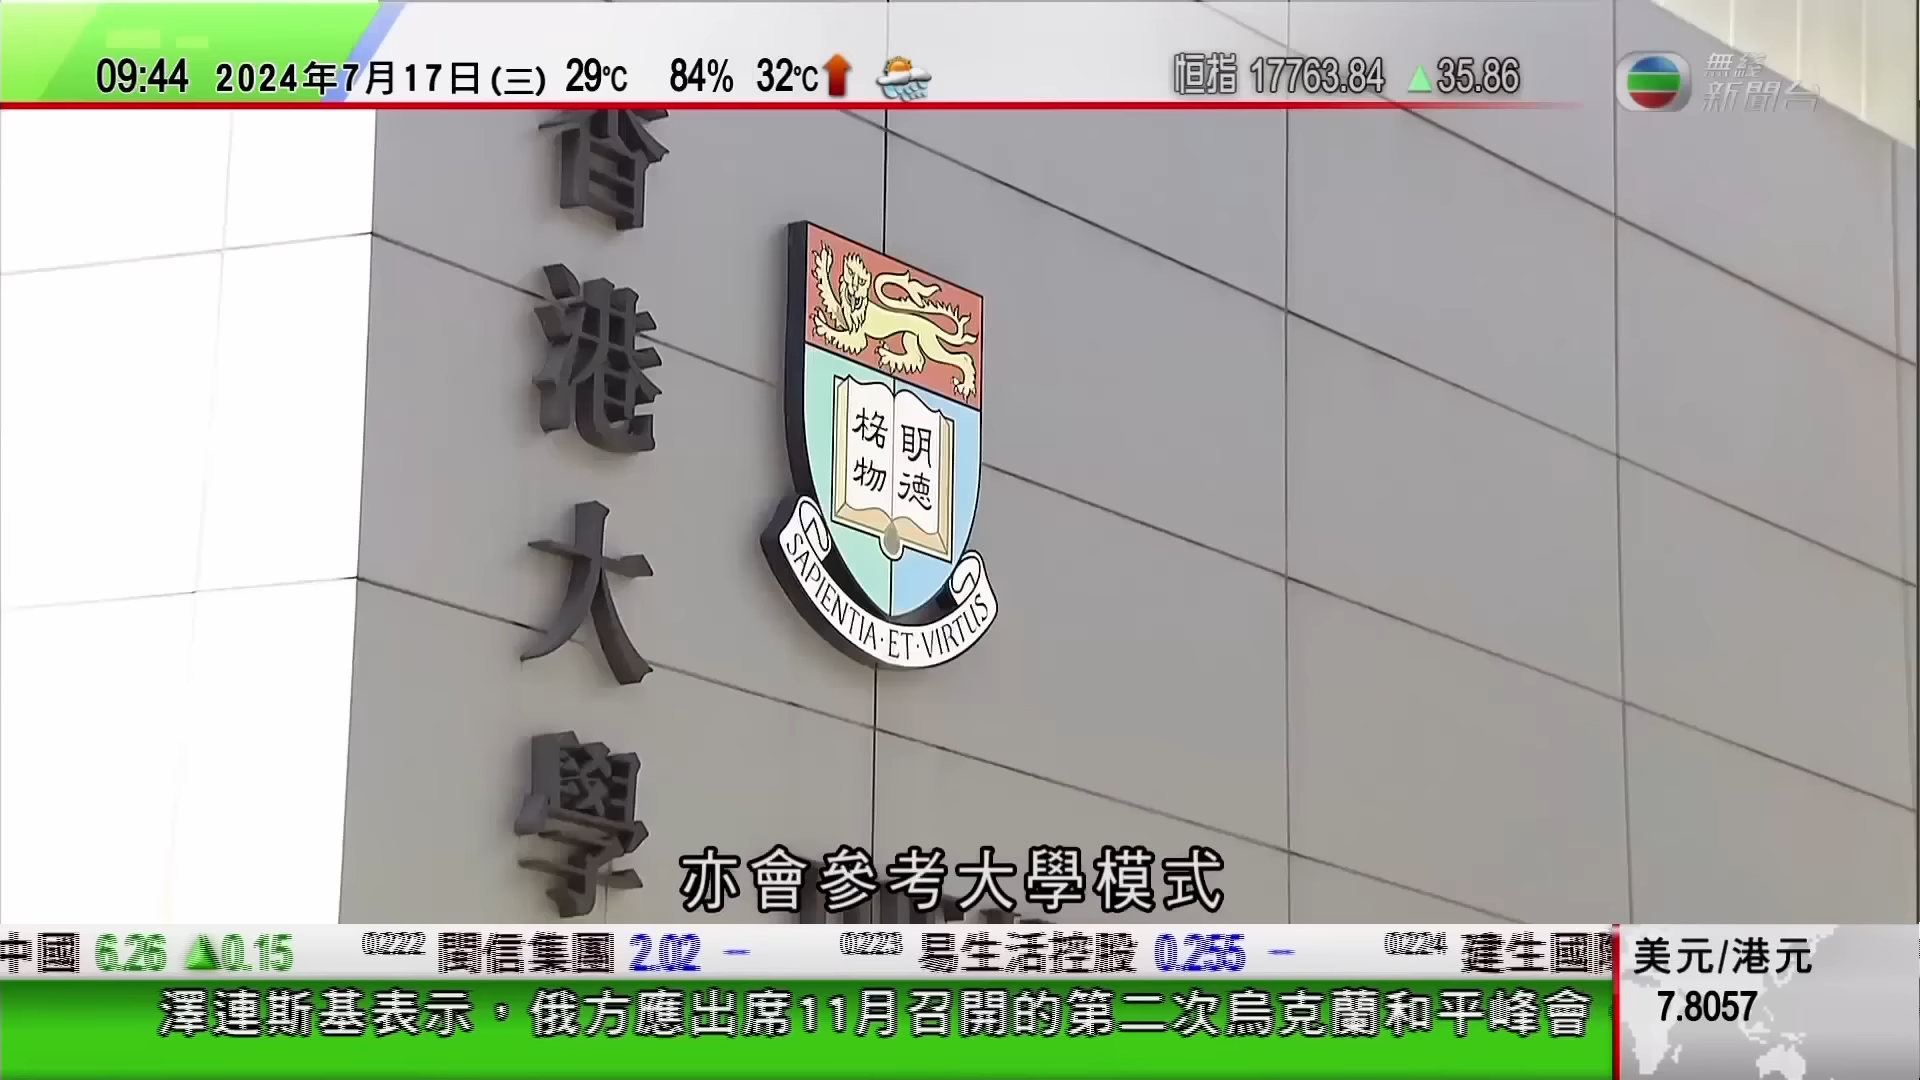 09:44 2024年7月17日(三) 29℃ 84% 32℃ 恒指 17763.84 ▲35.86
無綫
新聞台
香港大學
明德
格物
SAPIENTIA·ET·VIRTUS
亦會參考大學模式
中國 6.26 ▲0.15 0222 閩信集團 2.02 – 0223 易生活控股 0.255 – 0224 建生國際
美元/港元
7.8057
澤連斯基表示，俄方應出席11月召開的第二次烏克蘭和平峰會